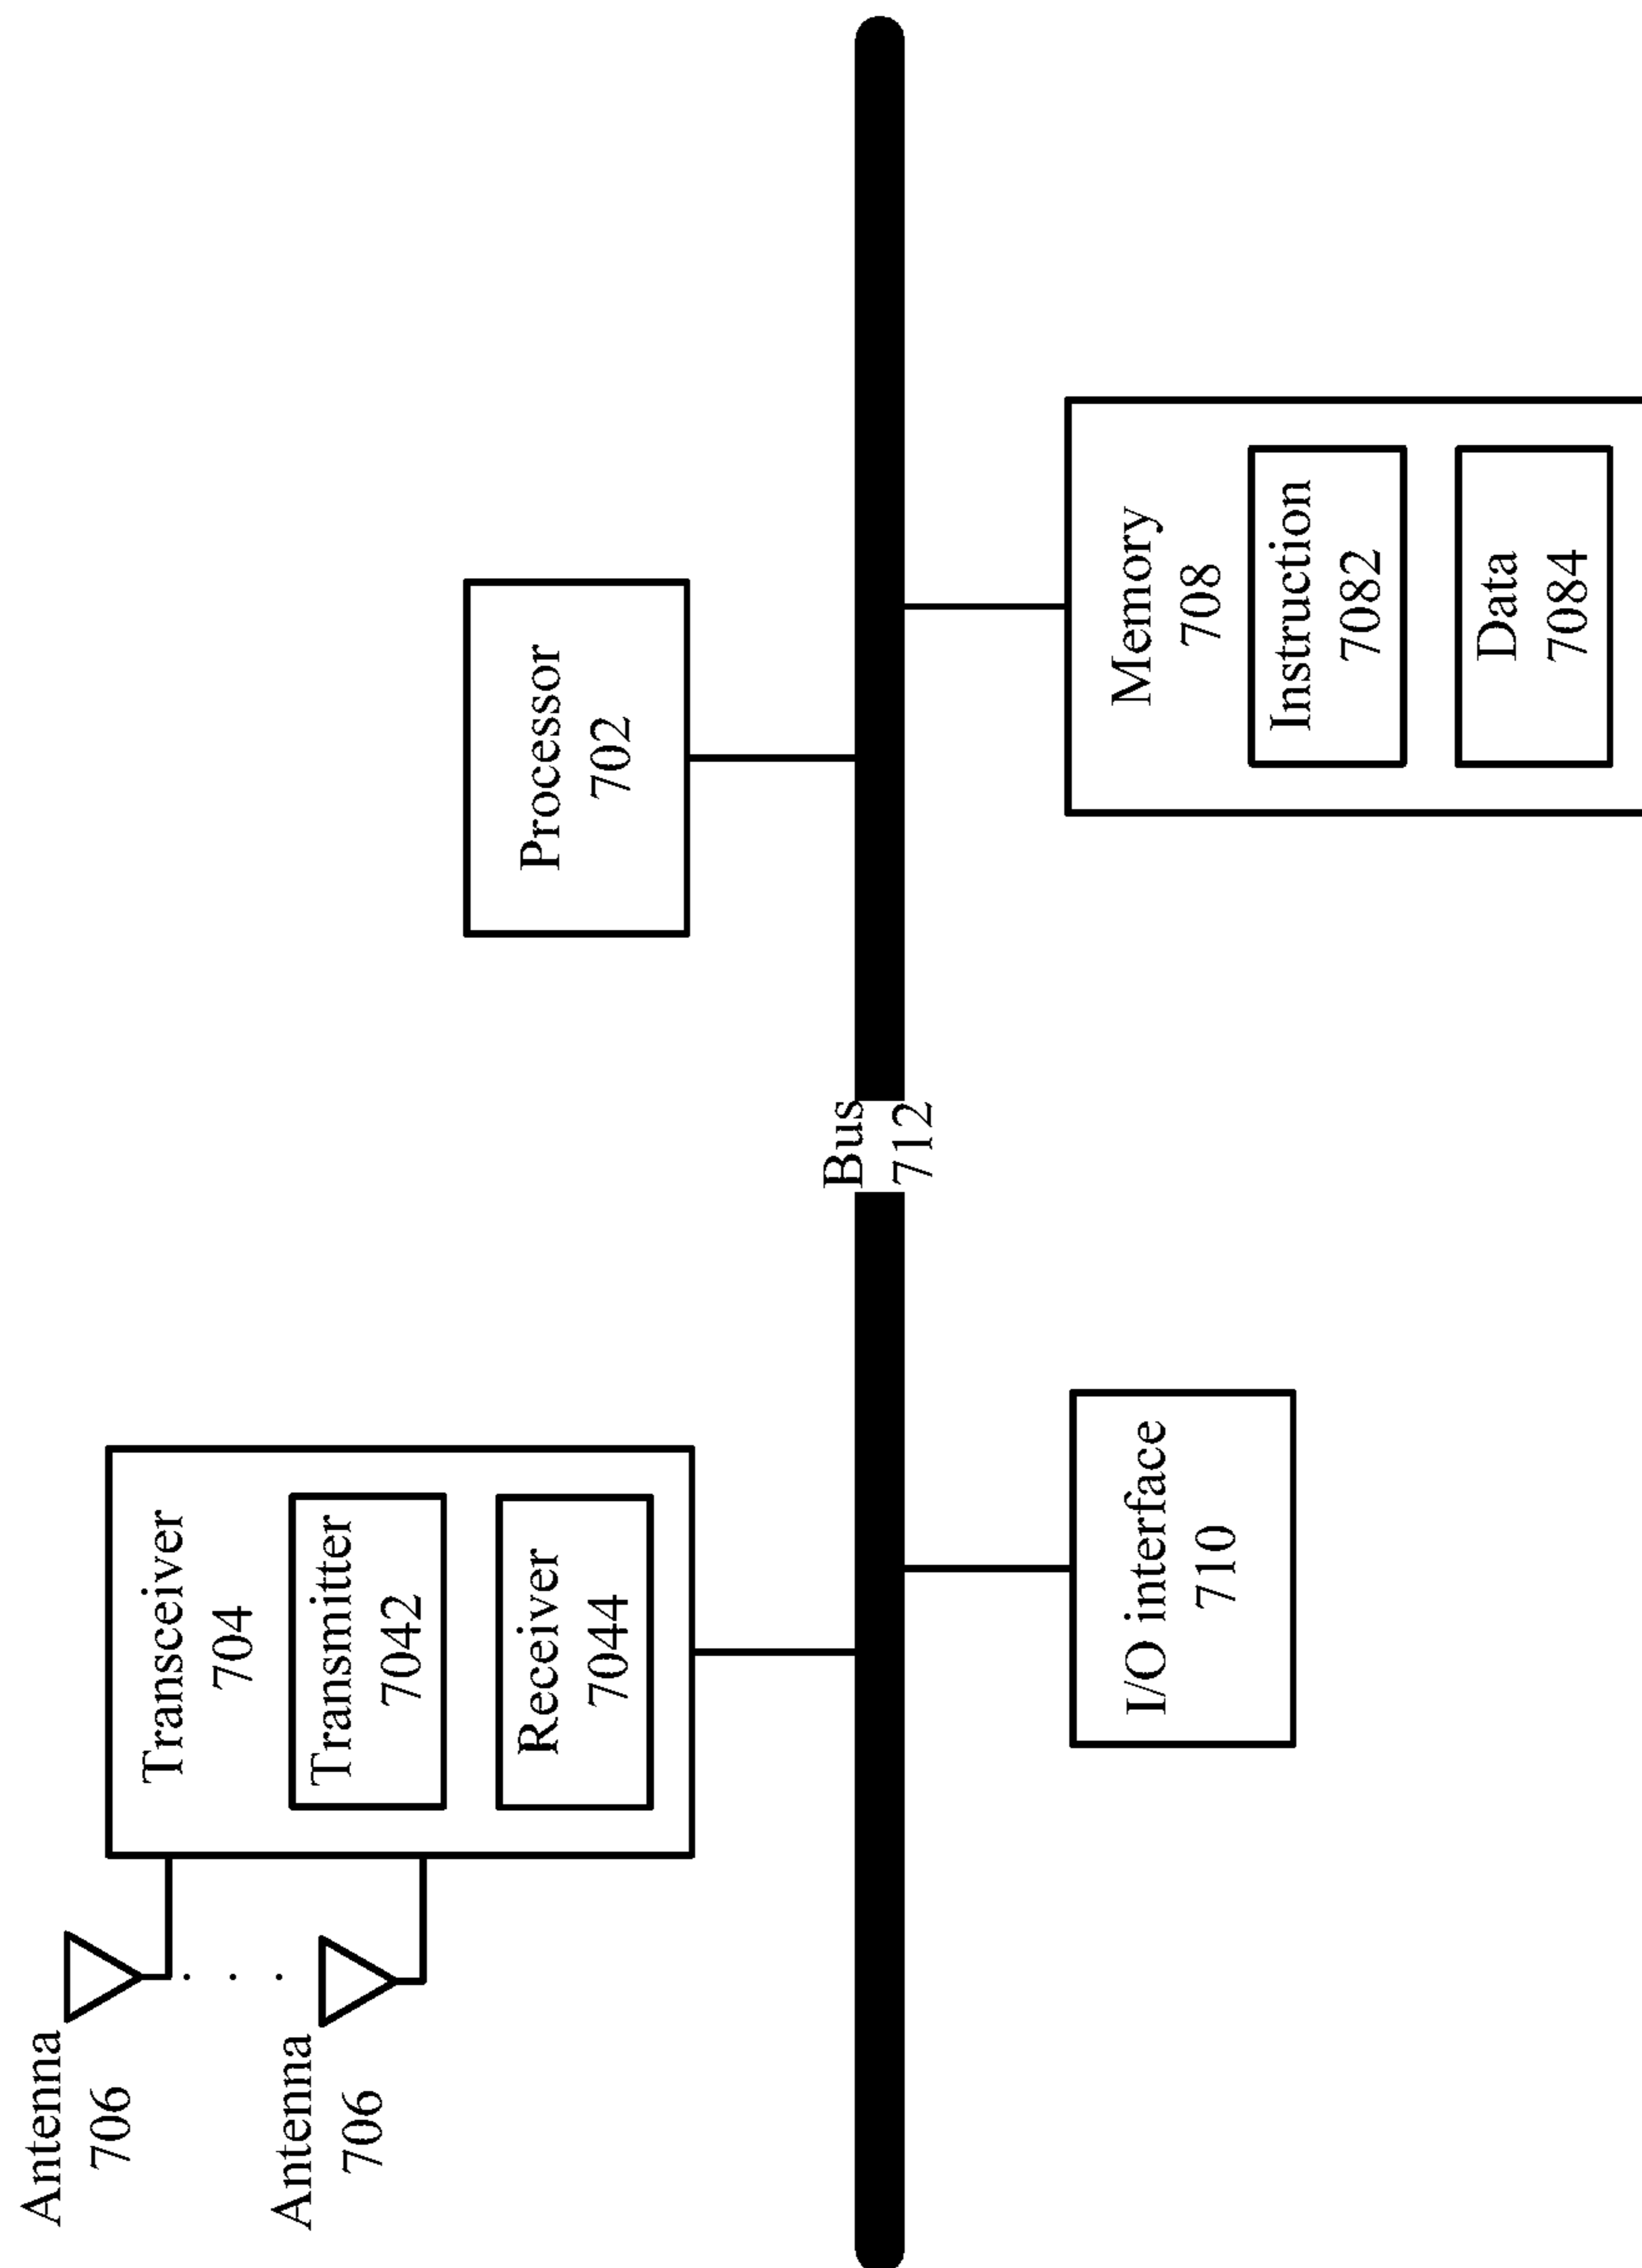 Antenna
706
Antenna
706
Transceiver
704
Transmitter
7042
Receiver
7044
Processor
702
Bus
712
I/O interface
710
Memory
708
Instruction
7082
Data
7084